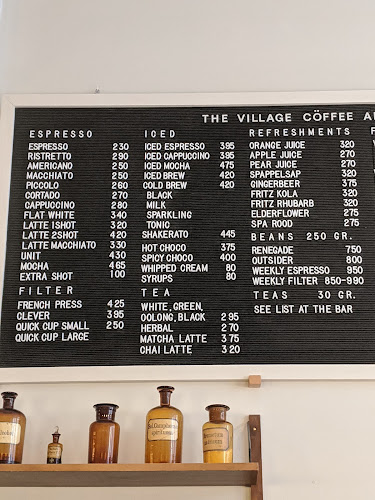 THE VILLAGE CÖFFEE
ESPRESSO
ESPRESSO 230
RISTRETTO 290
AMERICANO 250
MACCHIATO 250
PICCOLO 260
CORTADO 270
CAPPUCCINO 280
FLAT WHITE 340
LATTE 1SHOT 320
LATTE 2SHOT 420
LATTE MACCHIATO 330
UNIT 430
MOCHA 465
EXTRA SHOT 100
FILTER
FRENCH PRESS 425
CLEVER 395
QUICK CUP SMALL 250
QUICK CUP LARGE
ICED
ICED ESPRESSO 395
ICED CAPPUCCINO 395
ICED MOCHA 475
ICED BREW 420
COLD BREW 420
BLACK
MILK
SPARKLING
TONIC
SHAKERATO 445
HOT CHOCO 375
SPICY CHOCO 400
WHIPPED CREAM 80
SYRUPS 80
TEA
WHITE, GREEN,
OOLONG, BLACK 295
HERBAL 270
MATCHA LATTE 375
CHAI LATTE 320
REFRESHMENTS
ORANGE JUICE 320
APPLE JUICE 270
PEAR JUICE 270
SPAPPELSAP 320
GINGERBEER 375
FRITZ KOLA 320
FRITZ RHUBARB 320
ELDERFLOWER 275
SPA ROOD 275
BEANS 250 GR.
RENEGADE 750
OUTSIDER 800
WEEKLY ESPRESSO 950
WEEKLY FILTER 850-980
TEAS 30 GR.
SEE LIST AT THE BAR